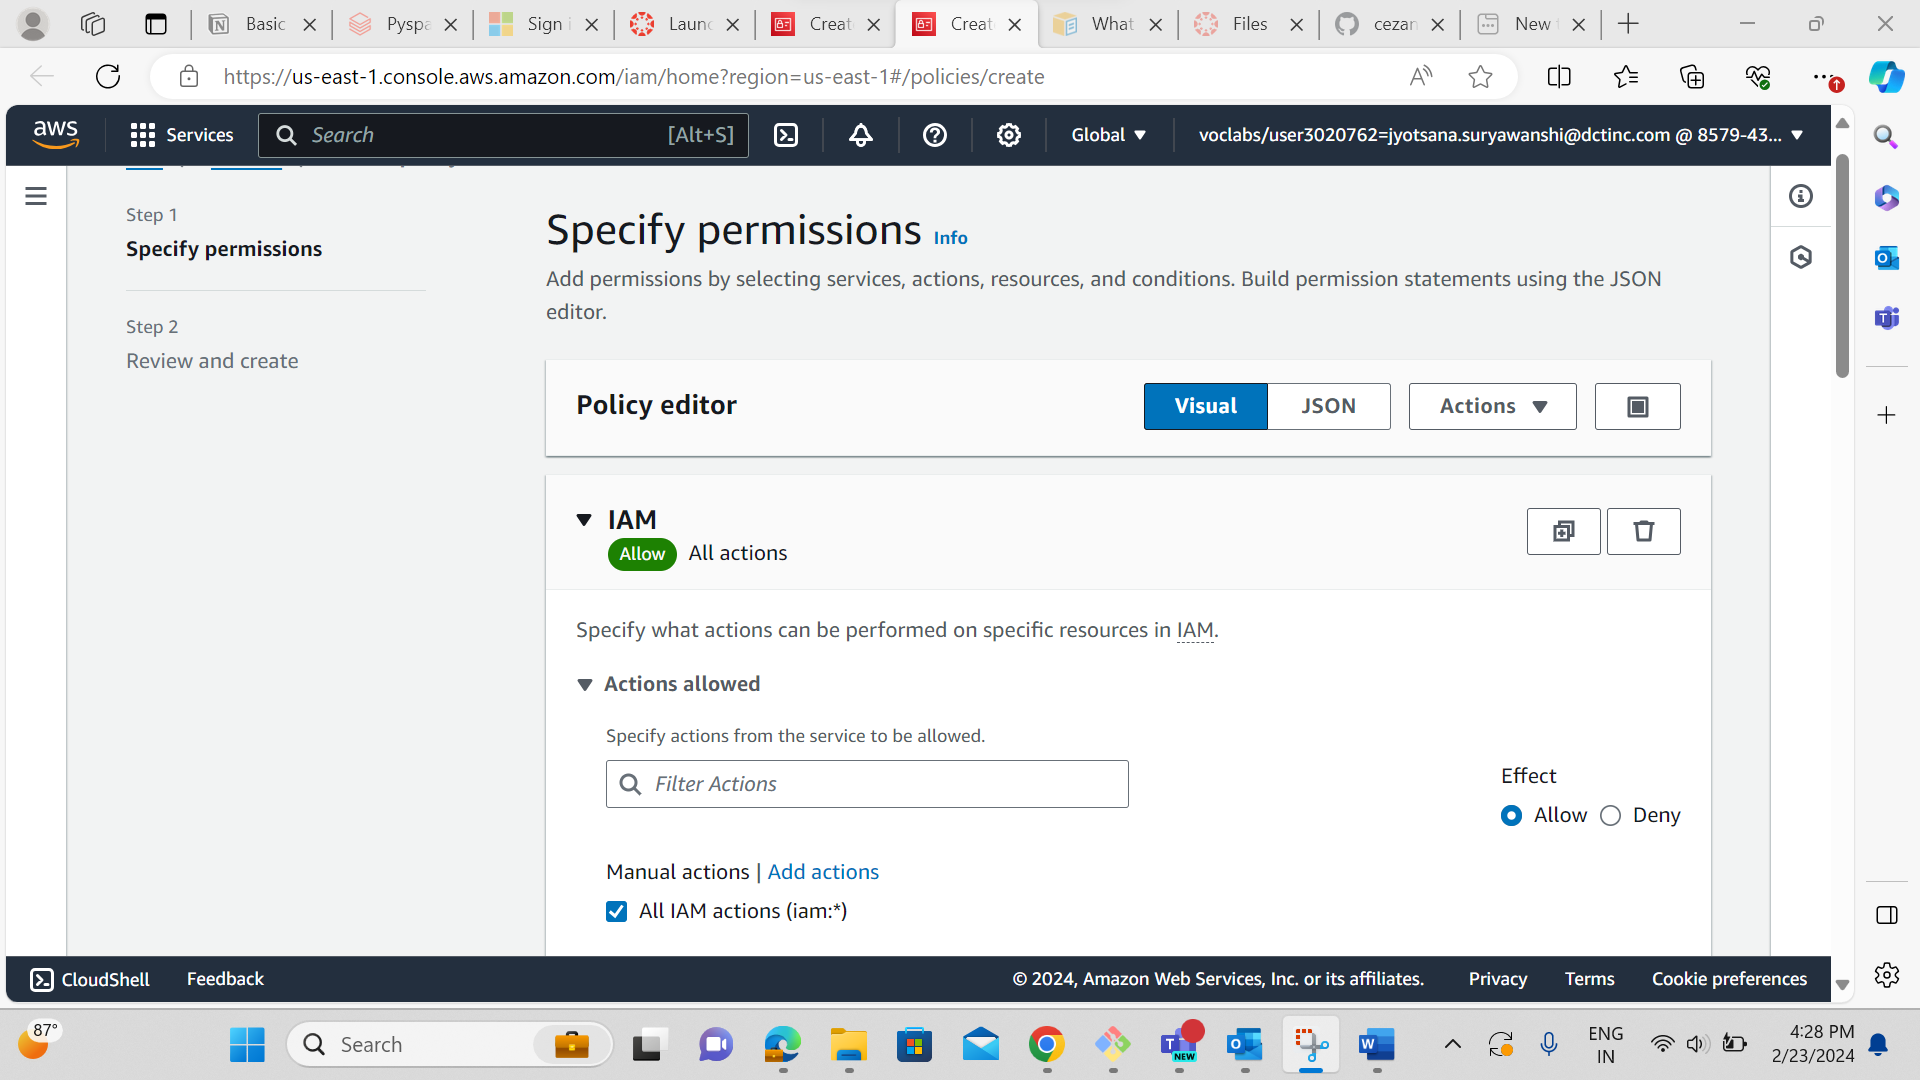 Basic
Pyspa
Sign i
Launc
Creat
Creat
What
Files
cezan
New
https://us-east-1.console.aws.amazon.com/iam/home?region=us-east-1#/policies/create
aws
Services
Search
[Alt+S]
Global
voclabs/user3020762=jyotsana.suryawanshi@dctinc.com @ 8579-43...
Step 1
Specify permissions
Step 2
Review and create
Specify permissions Info
Add permissions by selecting services, actions, resources, and conditions. Build permission statements using the JSON
editor.
Policy editor
Visual
JSON
Actions
IAM
Allow All actions
Specify what actions can be performed on specific resources in IAM.
Actions allowed
Specify actions from the service to be allowed.
Filter Actions
Effect
Allow
Deny
Manual actions | Add actions
All IAM actions (iam:*)
CloudShell
Feedback
© 2024, Amazon Web Services, Inc. or its affiliates.
Privacy
Terms
Cookie preferences
87°
Search
NEW
ENG
IN
4:28 PM
2/23/2024